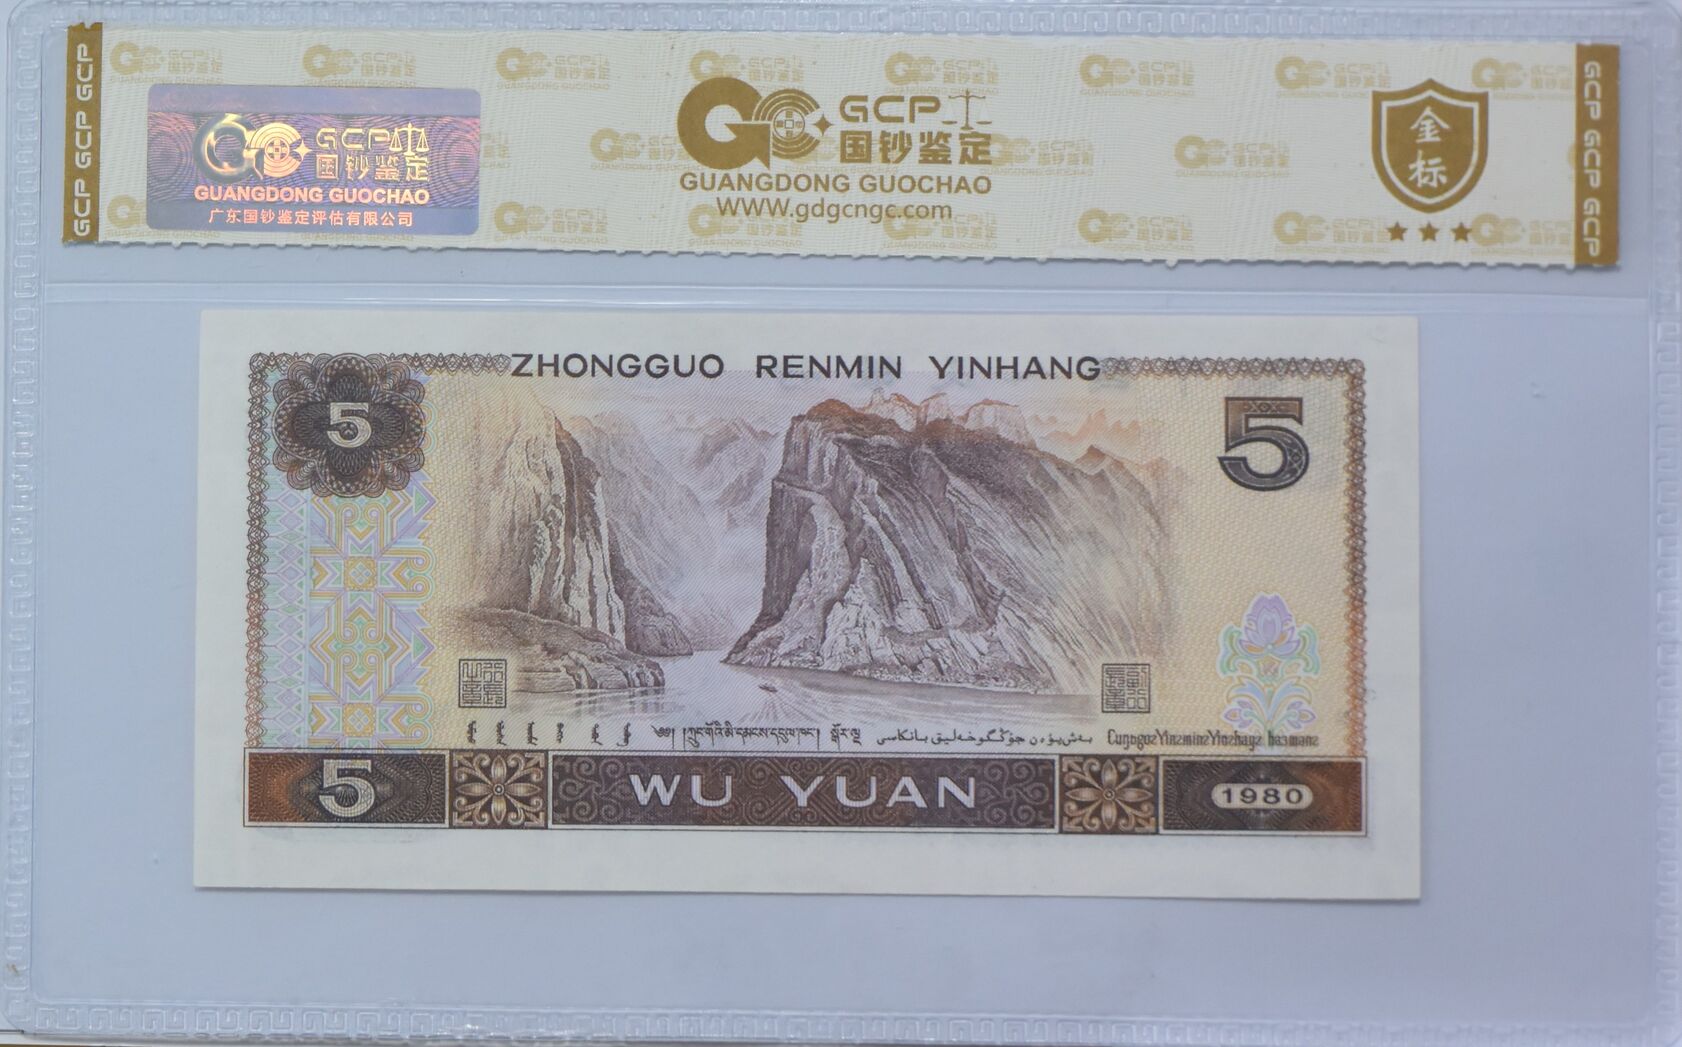 GCP GCP GCP
GCP
国钞鉴定
GUANGDONG GUOCHAO
广东国钞鉴定评估有限公司
GCP
国钞鉴定
GUANGDONG GUOCHAO
www.gdgcngc.com
金标
GCP GCP GCP
ZHONGGUO RENMIN YINHANG
5
5
5
WU YUAN
1980